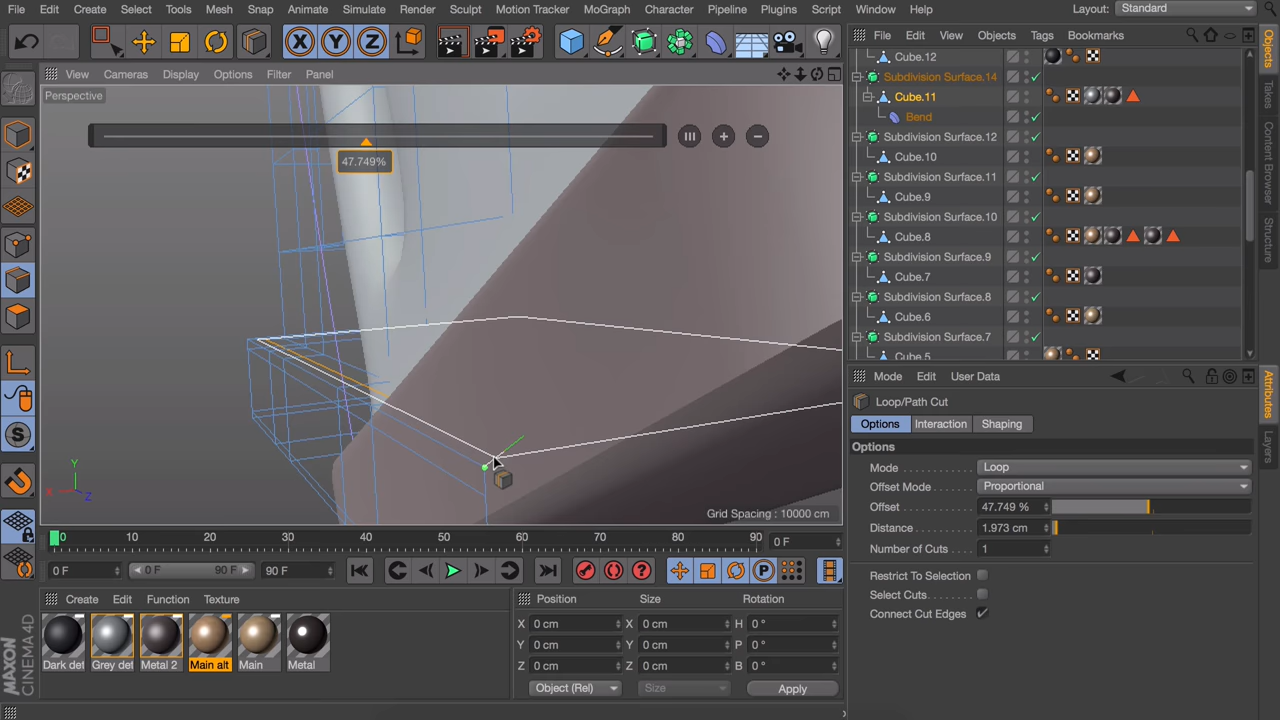 File Edit Create Select Tools Mesh Snap Animate Simulate Render Sculpt Motion Tracker MoGraph Character Pipeline Plugins Script Window Help Layout: Standard
File Edit View Objects Tags Bookmarks
View Cameras Display Options Filter Panel
Perspective
47.749%
Grid Spacing : 10000 cm
Y
X Z
Cube.12
Subdivision Surface.14
Cube.11
Bend
Subdivision Surface.12
Cube.10
Subdivision Surface.11
Cube.9
Subdivision Surface.10
Cube.8
Subdivision Surface.9
Cube.7
Subdivision Surface.8
Cube.6
Subdivision Surface.7
Cube.5
Objects
Takes
Content Browser
Structure
Attributes
Layers
Mode Edit User Data
Loop/Path Cut
Options Interaction Shaping
Options
Mode Loop
Offset Mode Proportional
Offset 47.749 %
Distance 1.973 cm
Number of Cuts 1
Restrict To Selection
Select Cuts
Connect Cut Edges
0 10 20 30 40 50 60 70 80 90 0 F
0 F 0 F 90 F 90 F
Create Edit Function Texture
Dark det Grey det Metal 2 Main alt Main Metal
Position Size Rotation
X 0 cm X 0 cm H 0 °
Y 0 cm Y 0 cm P 0 °
Z 0 cm Z 0 cm B 0 °
Object (Rel) Size Apply
MAXON
CINEMA 4D